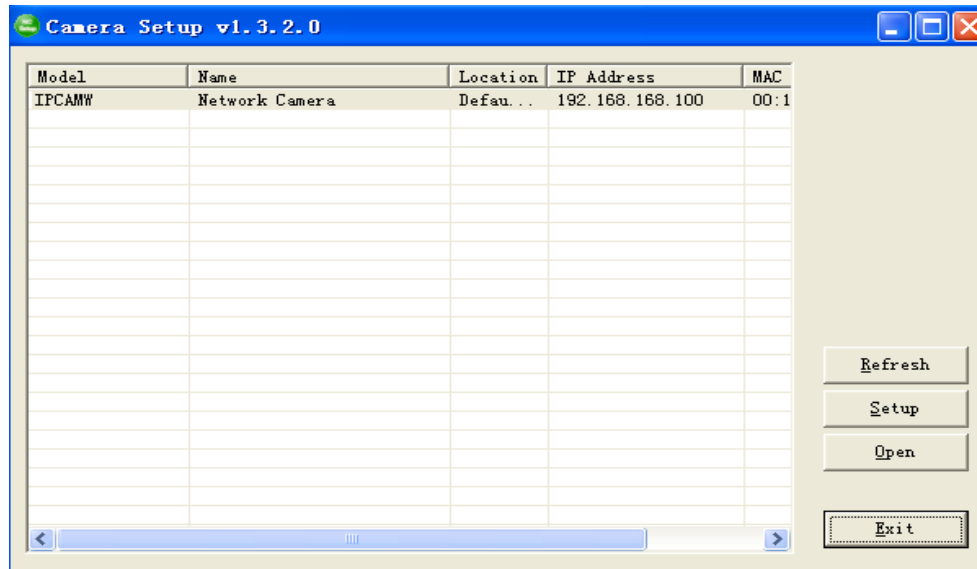 Camera Setup v1.3.2.0
Model Name Location IP Address MAC
IPCAMW Network Camera Defau... 192.168.168.100 00:1
Refresh
Setup
Open
Exit